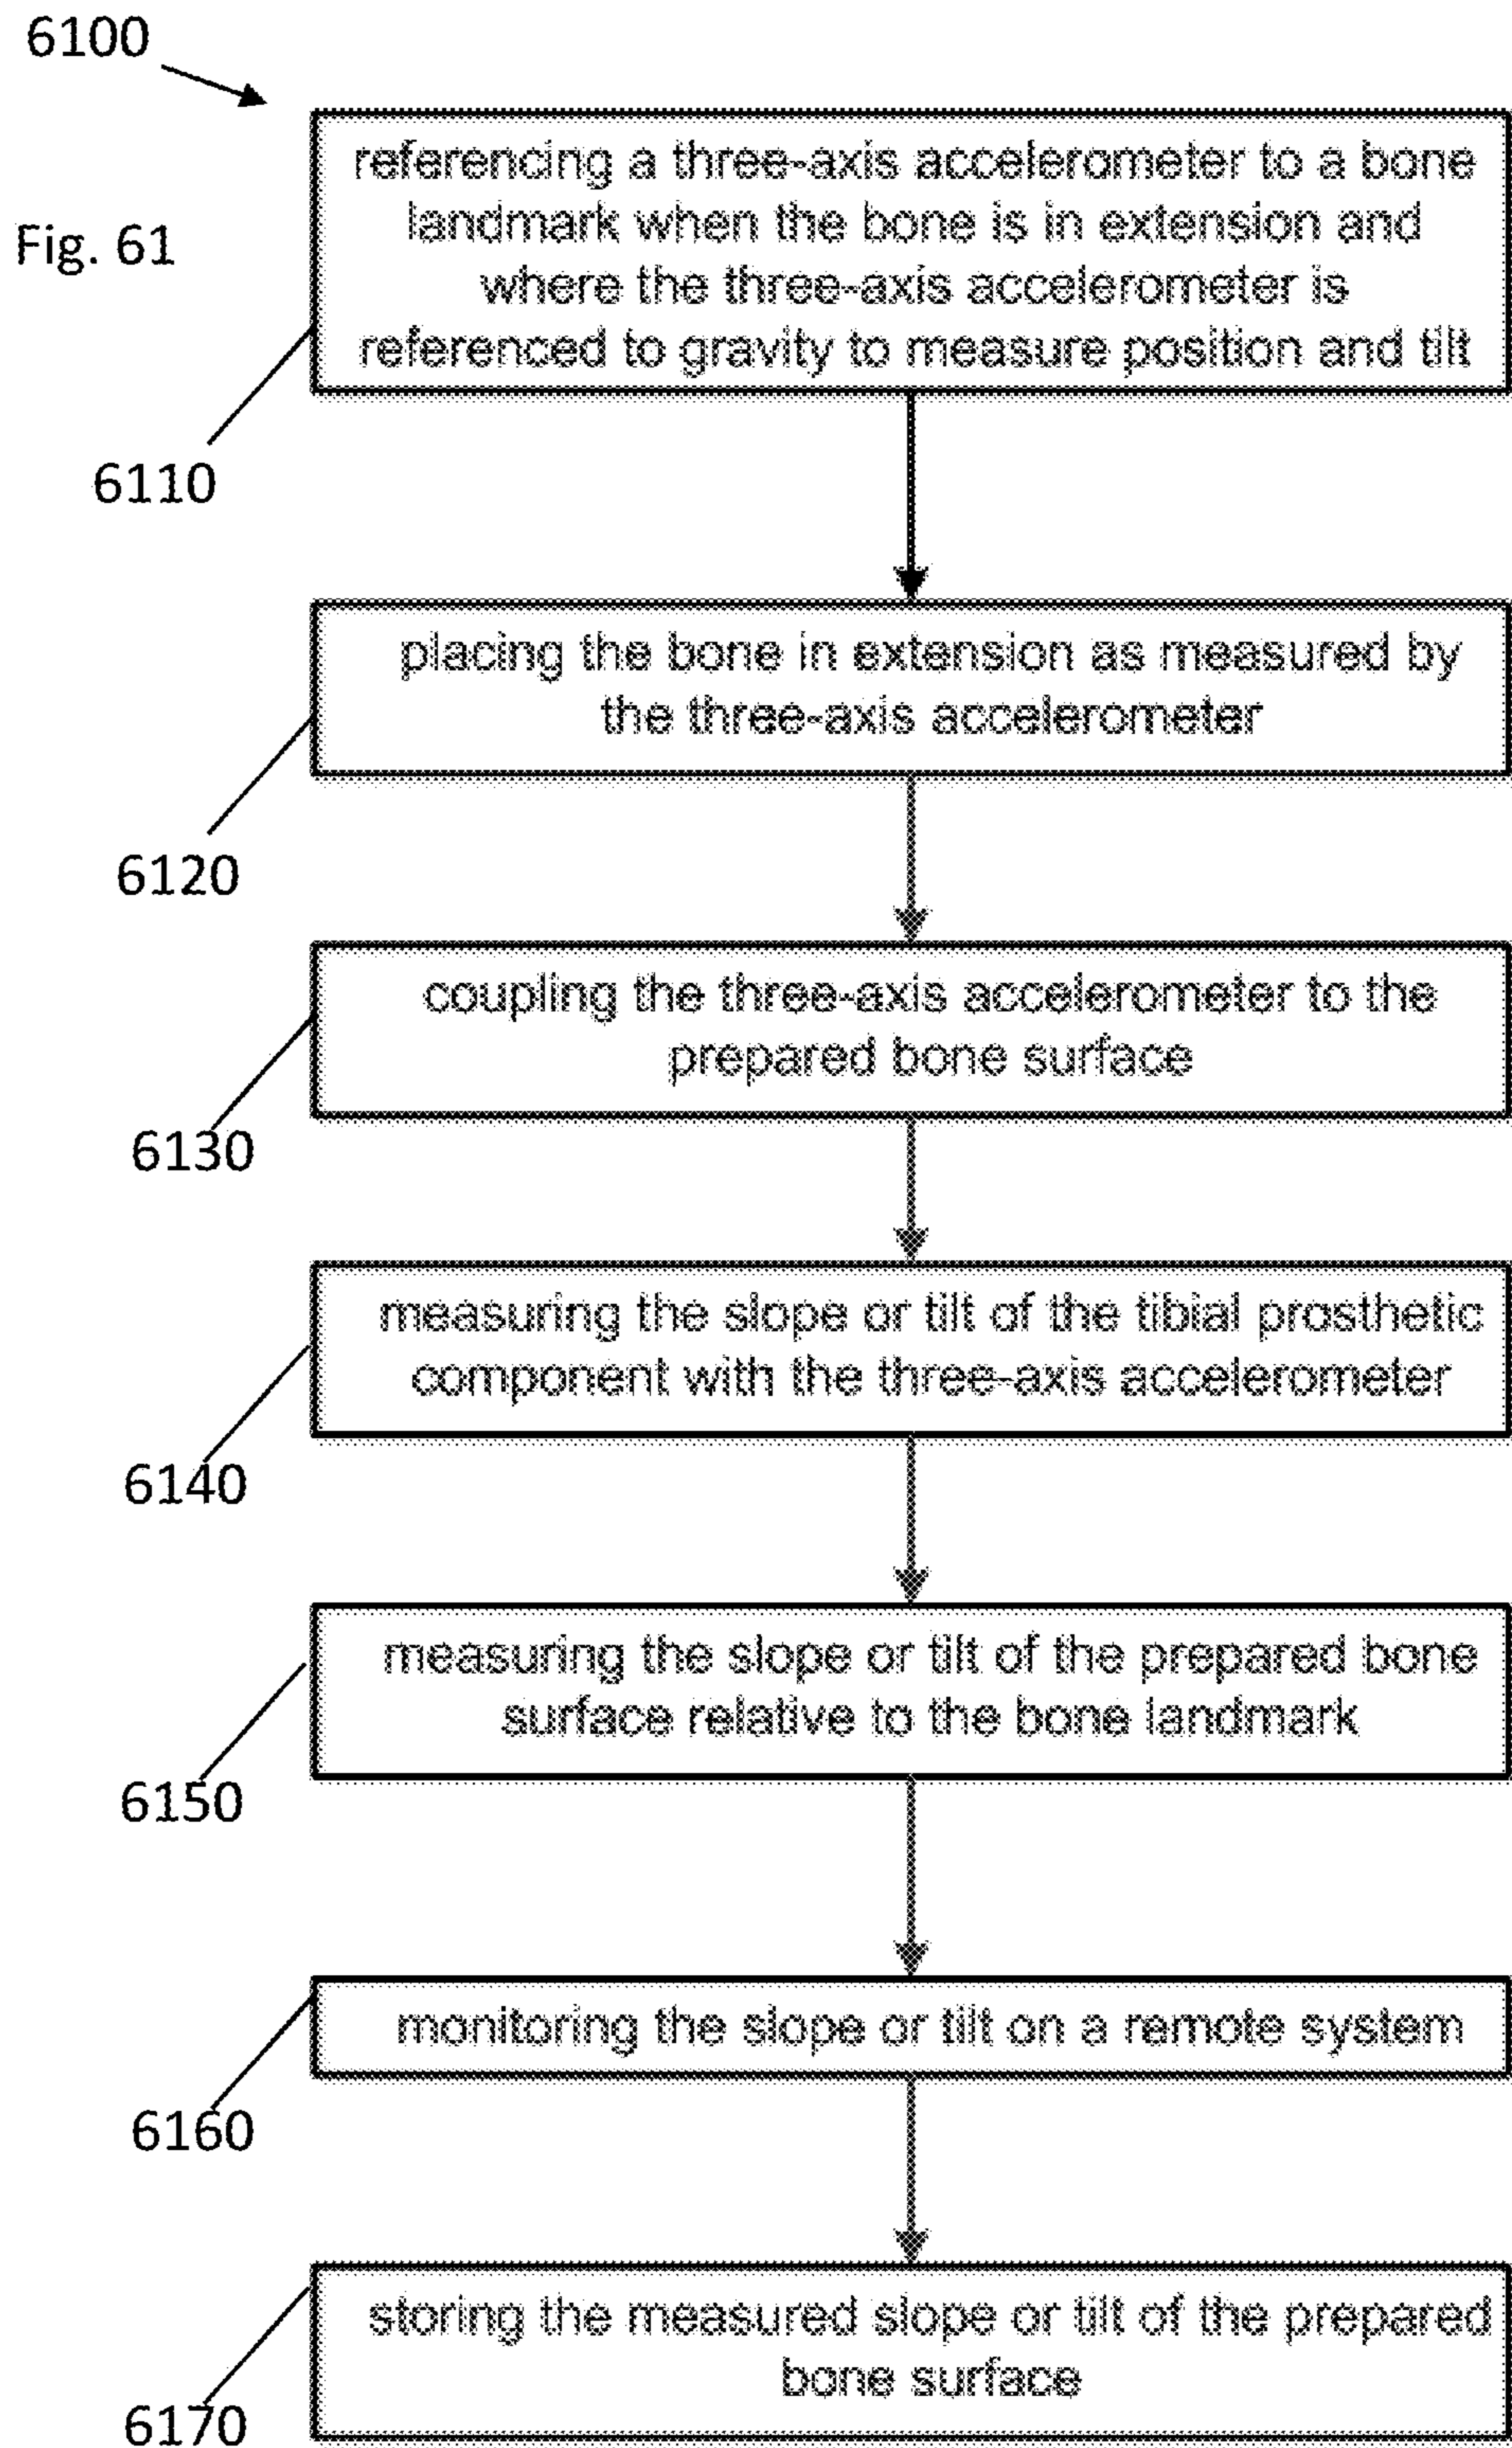 6100
referencing a three-axis accelerometer to a bone
landmark when the bone is in extension and
where the three-axis accelerometer is
referenced to gravity to measure position and tilt
Fig. 61
6110
placing the bone in extension as measured by
the three-axis accelerometer
6120
coupling the three-axis accelerometer to the
prepared bone surface
6130
measuring the slope or tilt of the tibial prosthetic
component with the three-axis accelerometer
6140
measuring the slope or tilt of the prepared bone
surface relative to the bone landmark
6150
monitoring the slope or tilt on a remote system
6160
storing the measured slope or tilt of the prepared
bone surface
6170